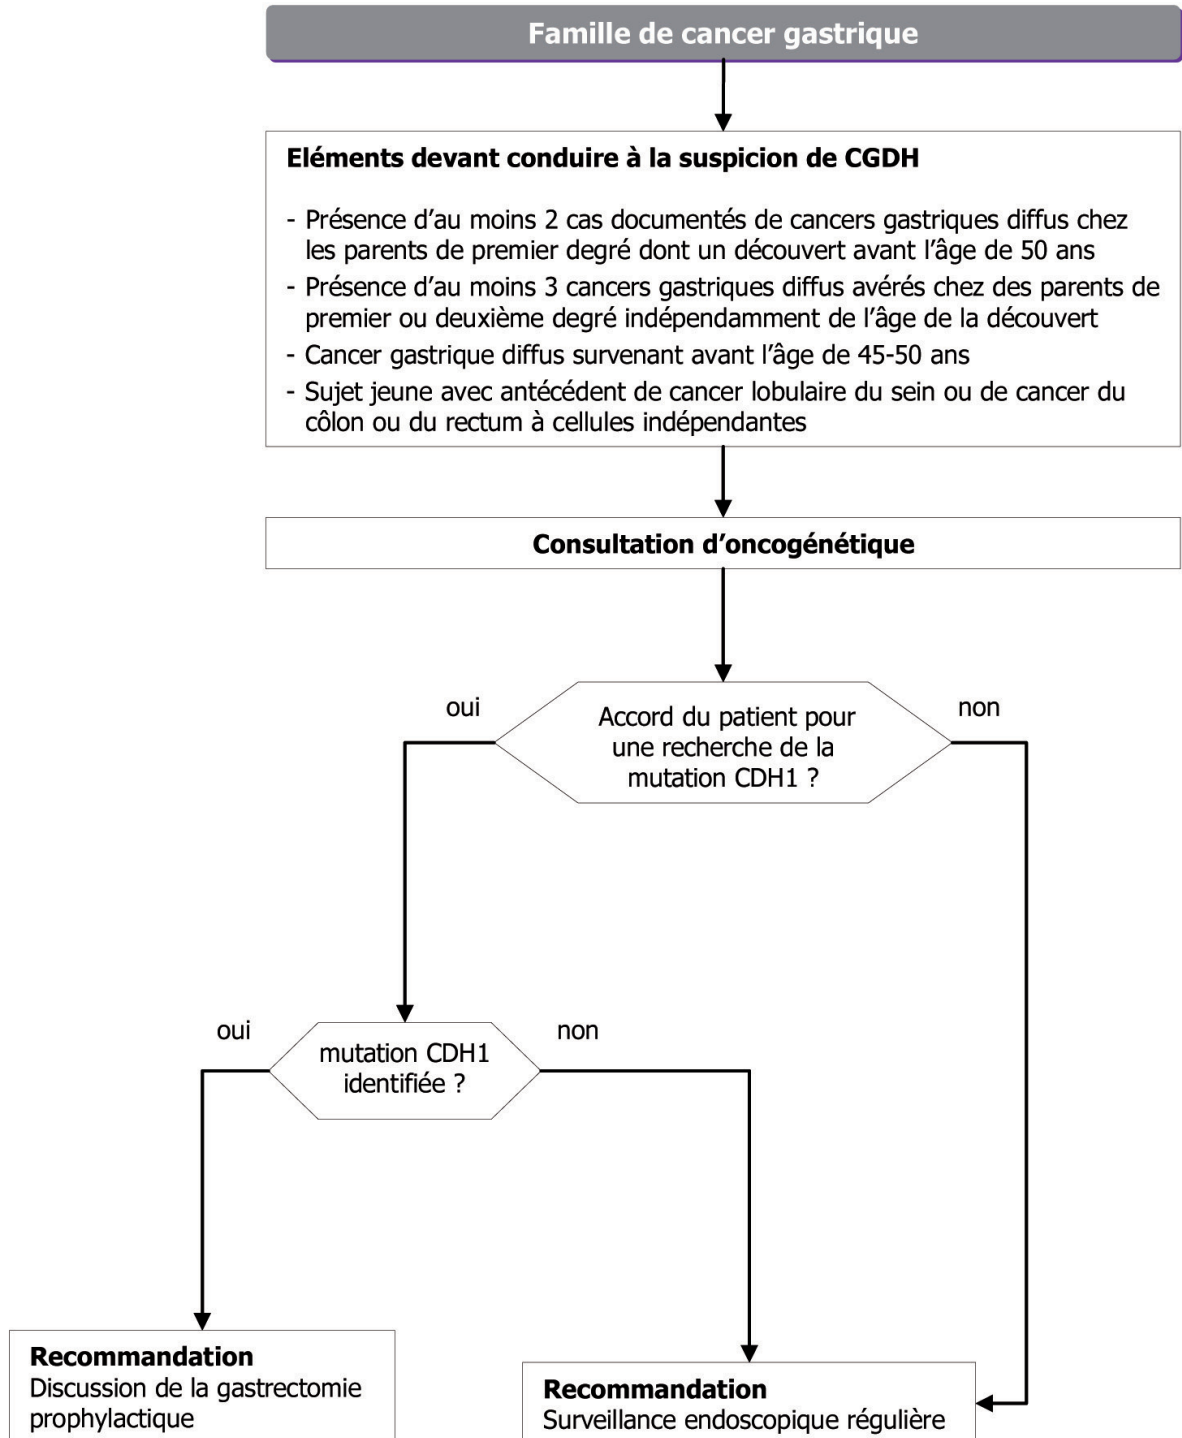 Famille de cancer gastrique
Eléments devant conduire à la suspicion de CGDH
- Présence d'au moins 2 cas documentés de cancers gastriques diffus chez
les parents de premier degré dont un découvert avant l'âge de 50 ans
- Présence d'au moins 3 cancers gastriques diffus avérés chez des parents de
premier ou deuxième degré indépendamment de l'âge de la découvert
- Cancer gastrique diffus survenant avant l'âge de 45-50 ans
- Sujet jeune avec antécédent de cancer lobulaire du sein ou de cancer du
côlon ou du rectum à cellules indépendantes
Consultation d'oncogénétique
oui
Accord du patient pour
une recherche de la
mutation CDH1 ?
non
oui
mutation CDH1
identifiée ?
non
Recommandation
Discussion de la gastrectomie
prophylactique
Recommandation
Surveillance endoscopique régulière